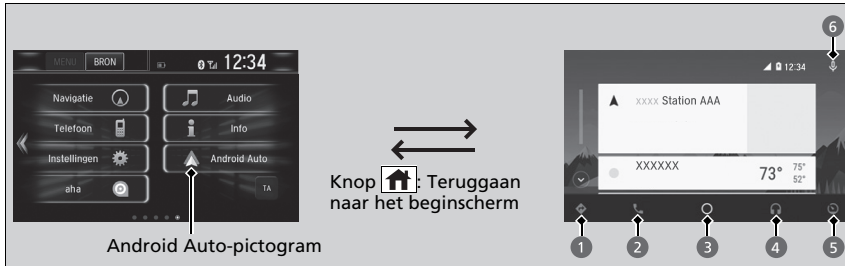 MENU BRON 12:34
Navigatie Audio
Telefoon Info
Instellingen Android Auto
aha TA
Android Auto-pictogram
Knop : Teruggaan
naar het beginscherm
6
12:34
xxxx Station AAA
XXXXXX 73° 75°
52°
1 2 3 4 5